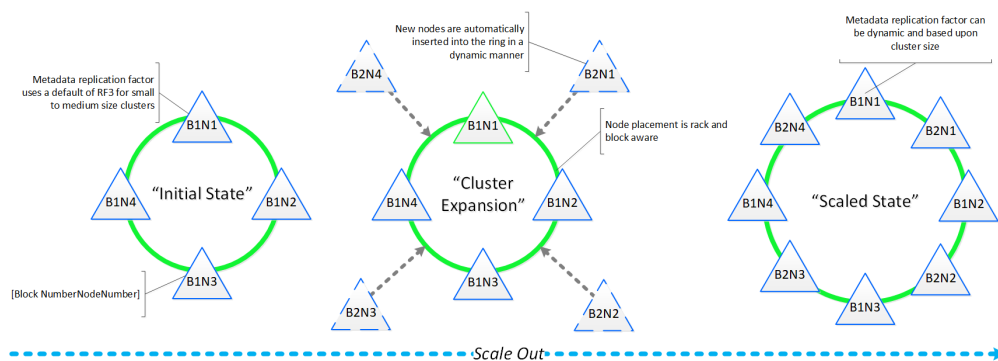 Metadata replication factor
uses a default of RF3 for small
to medium size clusters
B1N1
B1N4
"Initial State"
B1N2
B1N3
[Block NumberNodeNumber]
New nodes are automatically
inserted into the ring in a
dynamic manner
B2N4
B2N1
B1N1
Node placement is rack and
block aware
B1N4
"Cluster
Expansion"
B1N2
B1N3
B2N3
B2N2
Metadata replication factor can
be dynamic and based upon
cluster size
B1N1
B2N4
B2N1
B1N4
"Scaled State"
B1N2
B2N3
B2N2
B1N3
Scale Out